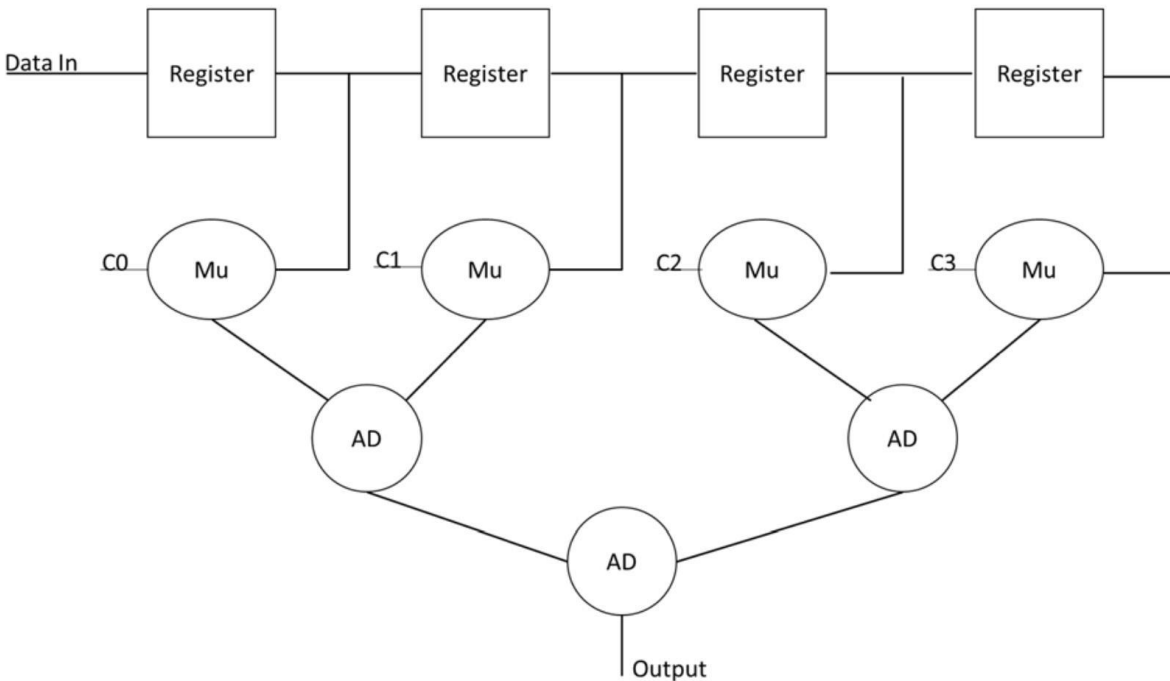 Data In
Register
Register
Register
Register
C0
Mu
C1
Mu
C2
Mu
C3
Mu
AD
AD
AD
Output